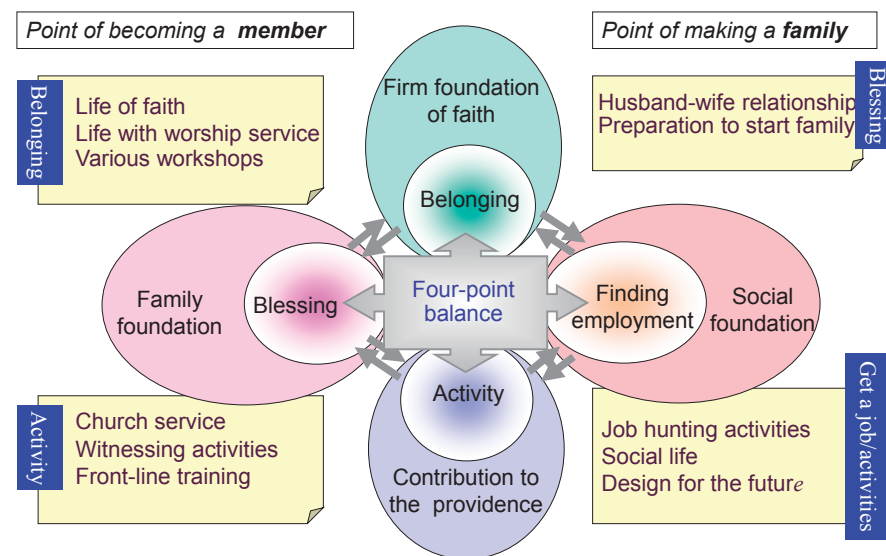 Point of becoming a member
Point of making a family
Belonging
Life of faith
Life with worship service
Various workshops
Firm foundation
of faith
Belonging
Husband-wife relationship
Preparation to start family
Blessing
Family
foundation
Blessing
Four-point
balance
Finding
employment
Social
foundation
Activity
Church service
Witnessing activities
Front-line training
Activity
Contribution to
the providence
Job hunting activities
Social life
Design for the future
Get a job/activities